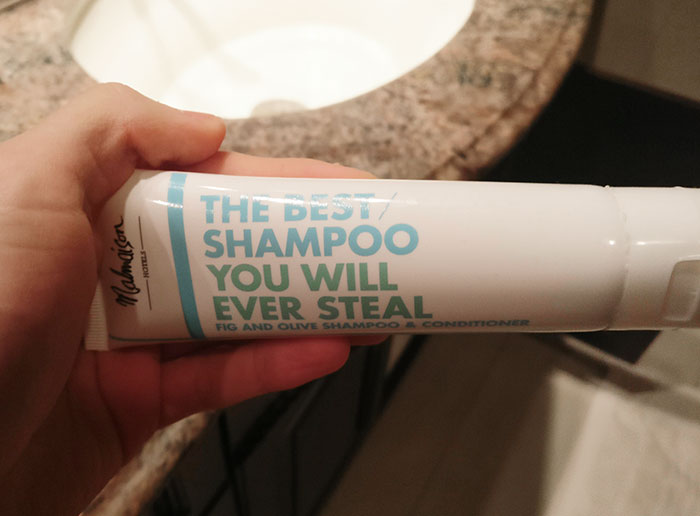 Malmaison
HOTELS
THE BEST
SHAMPOO
YOU WILL
EVER STEAL
FIG AND OLIVE SHAMPOO & CONDITIONER